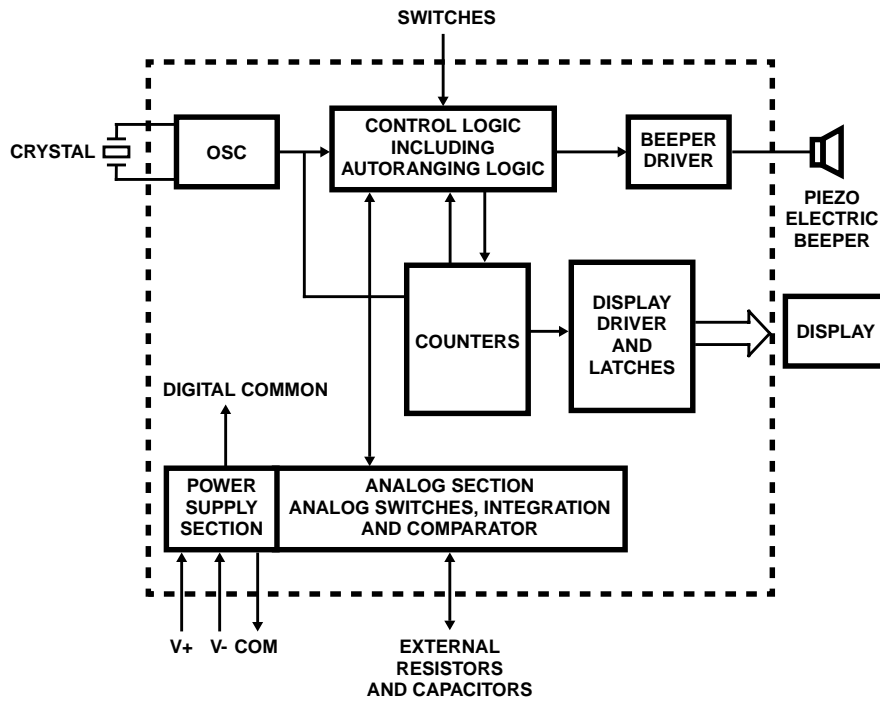 SWITCHES
CRYSTAL
OSC
CONTROL LOGIC
INCLUDING
AUTORANGING LOGIC
BEEPER
DRIVER
PIEZO
ELECTRIC
BEEPER
COUNTERS
DISPLAY
DRIVER
AND
LATCHES
DISPLAY
DIGITAL COMMON
POWER
SUPPLY
SECTION
ANALOG SECTION
ANALOG SWITCHES, INTEGRATION
AND COMPARATOR
V+
V- COM
EXTERNAL
RESISTORS
AND CAPACITORS